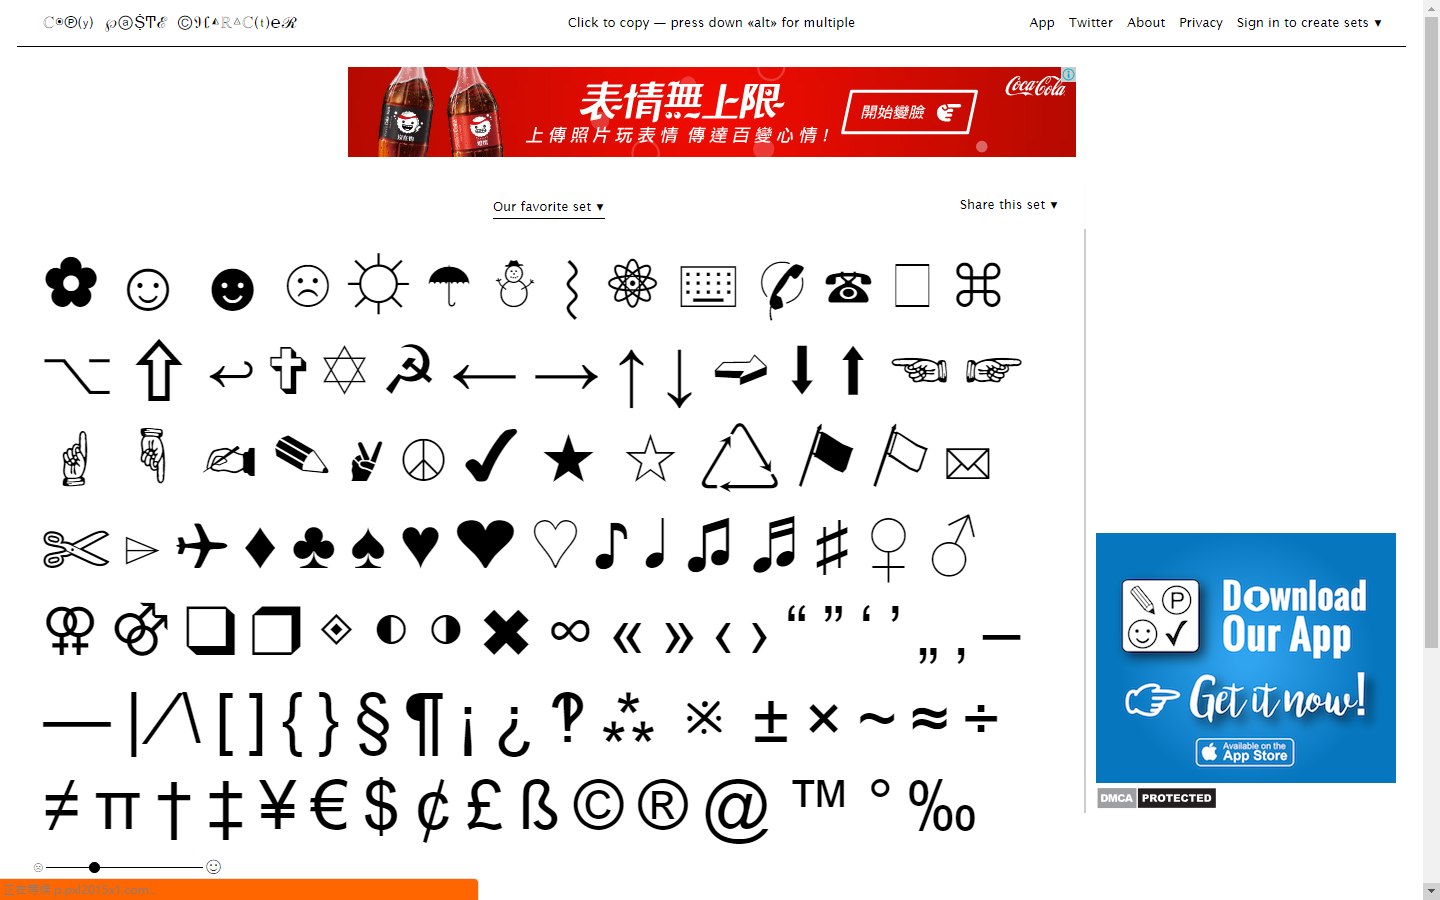 ℂ☉℗⒴ ℘ⓐṨТℰ ©ℌ︎▲ℝ△ℂ⒯℮ℛ
Click to copy — press down «alt» for multiple
App Twitter About Privacy Sign in to create sets ▼
表情無上限
上傳照片玩表情 傳達百變心情!
開始變臉
Coca-Cola
Our favorite set ▼
Share this set ▼
✿ ☺ ☻ ☹ ☼ ☂ ☃ ⌇ ⚛ ⌨ ✆ ☎ ⎕ ⌘
⌥ ⇧ ↩ ✞ ✡ ☭ ← → ↑ ↓ ➫ ⬇ ⬆ ☜ ☞
☝ ☟ ✍ ✎ ✌ ☮ ✔ ★ ☆ ♺ ⚑ ⚐ ✉
✄ ⌲ ✈ ♦ ♣ ♠ ♥ ❤ ♡ ♪ ♩ ♫ ♬ ♯ ♀ ♂
⚢ ⚣ ❑ ❒ ◈ ◐ ◑ ✖ ∞ « » ‹ › “ ” ‘ ’ „ ‚ –
— | / \ [ ] { } § ¶ ¡ ¿ ‽ ⁂ ※ ± × ~ ≈ ÷
≠ π † ‡ ¥ € $ ¢ £ ß © ® @ ™ ° ‰
Download
Our App
Get it now!
Available on the
App Store
DMCA PROTECTED